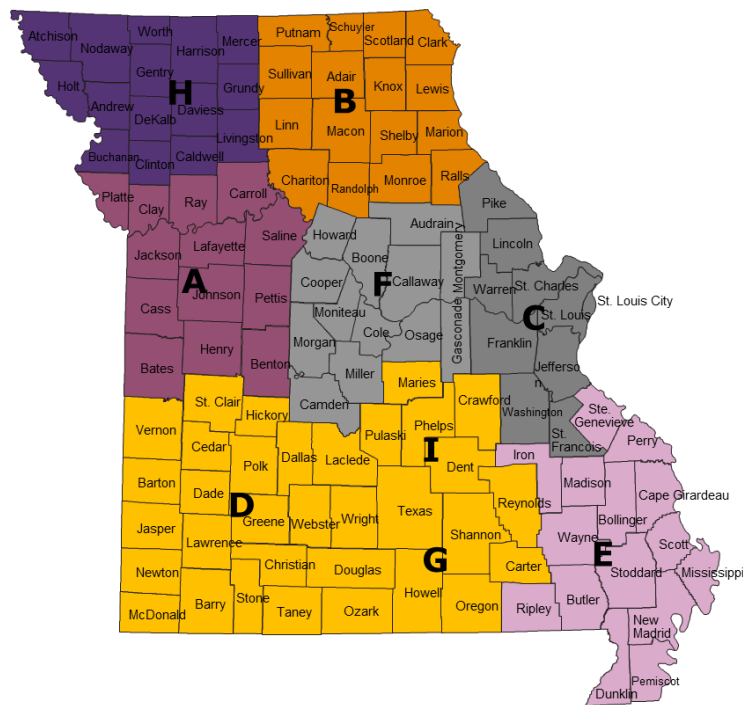 Atchison
Nodaway
Worth
Harrison
Mercer
Putnam
Schuyler
Scotland
Clark
Holt
Gentry
Grundy
Sullivan
Adair
Knox
Lewis
H
B
Andrew
DeKalb
Daviess
Livingston
Linn
Macon
Shelby
Marion
Buchanan
Clinton
Caldwell
Chariton
Randolph
Monroe
Ralls
Platte
Clay
Ray
Carroll
Pike
Audrain
Howard
Saline
Lafayette
Jackson
Boone
Lincoln
Montgomery
Callaway
Cooper
A
F
Johnson
Pettis
Cass
Warren
St. Charles
St. Louis City
St. Louis
C
Moniteau
Cole
Osage
Gasconade
Morgan
Franklin
Henry
Benton
Bates
Miller
Jefferso
n
Maries
Camden
St. Clair
Hickory
Crawford
Washington
Ste.
Genevieve
Vernon
Cedar
Pulaski
Phelps
St.
Francois
Perry
Polk
Dallas
Laclede
I
Dent
Iron
Barton
Dade
Madison
Reynolds
Cape Girardeau
D
Jasper
Greene
Webster
Wright
Texas
Bollinger
Shannon
Wayne
Scott
Lawrence
E
Newton
Christian
Douglas
G
Carter
Stoddard
Mississippi
McDonald
Barry
Stone
Taney
Ozark
Howell
Oregon
Ripley
Butler
New
Madrid
Pemiscot
Dunklin